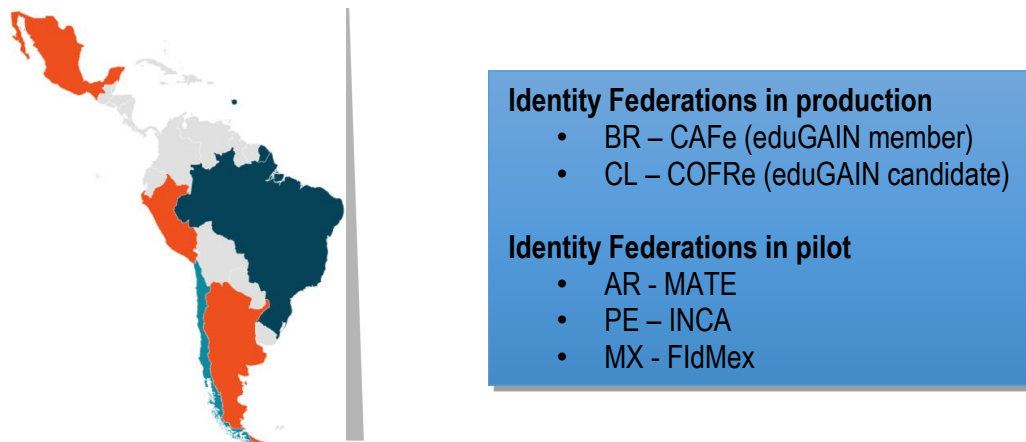 Identity Federations in production
• BR – CAFe (eduGAIN member)
• CL – COFRe (eduGAIN candidate)
Identity Federations in pilot
• AR - MATE
• PE – INCA
• MX - FIdMex